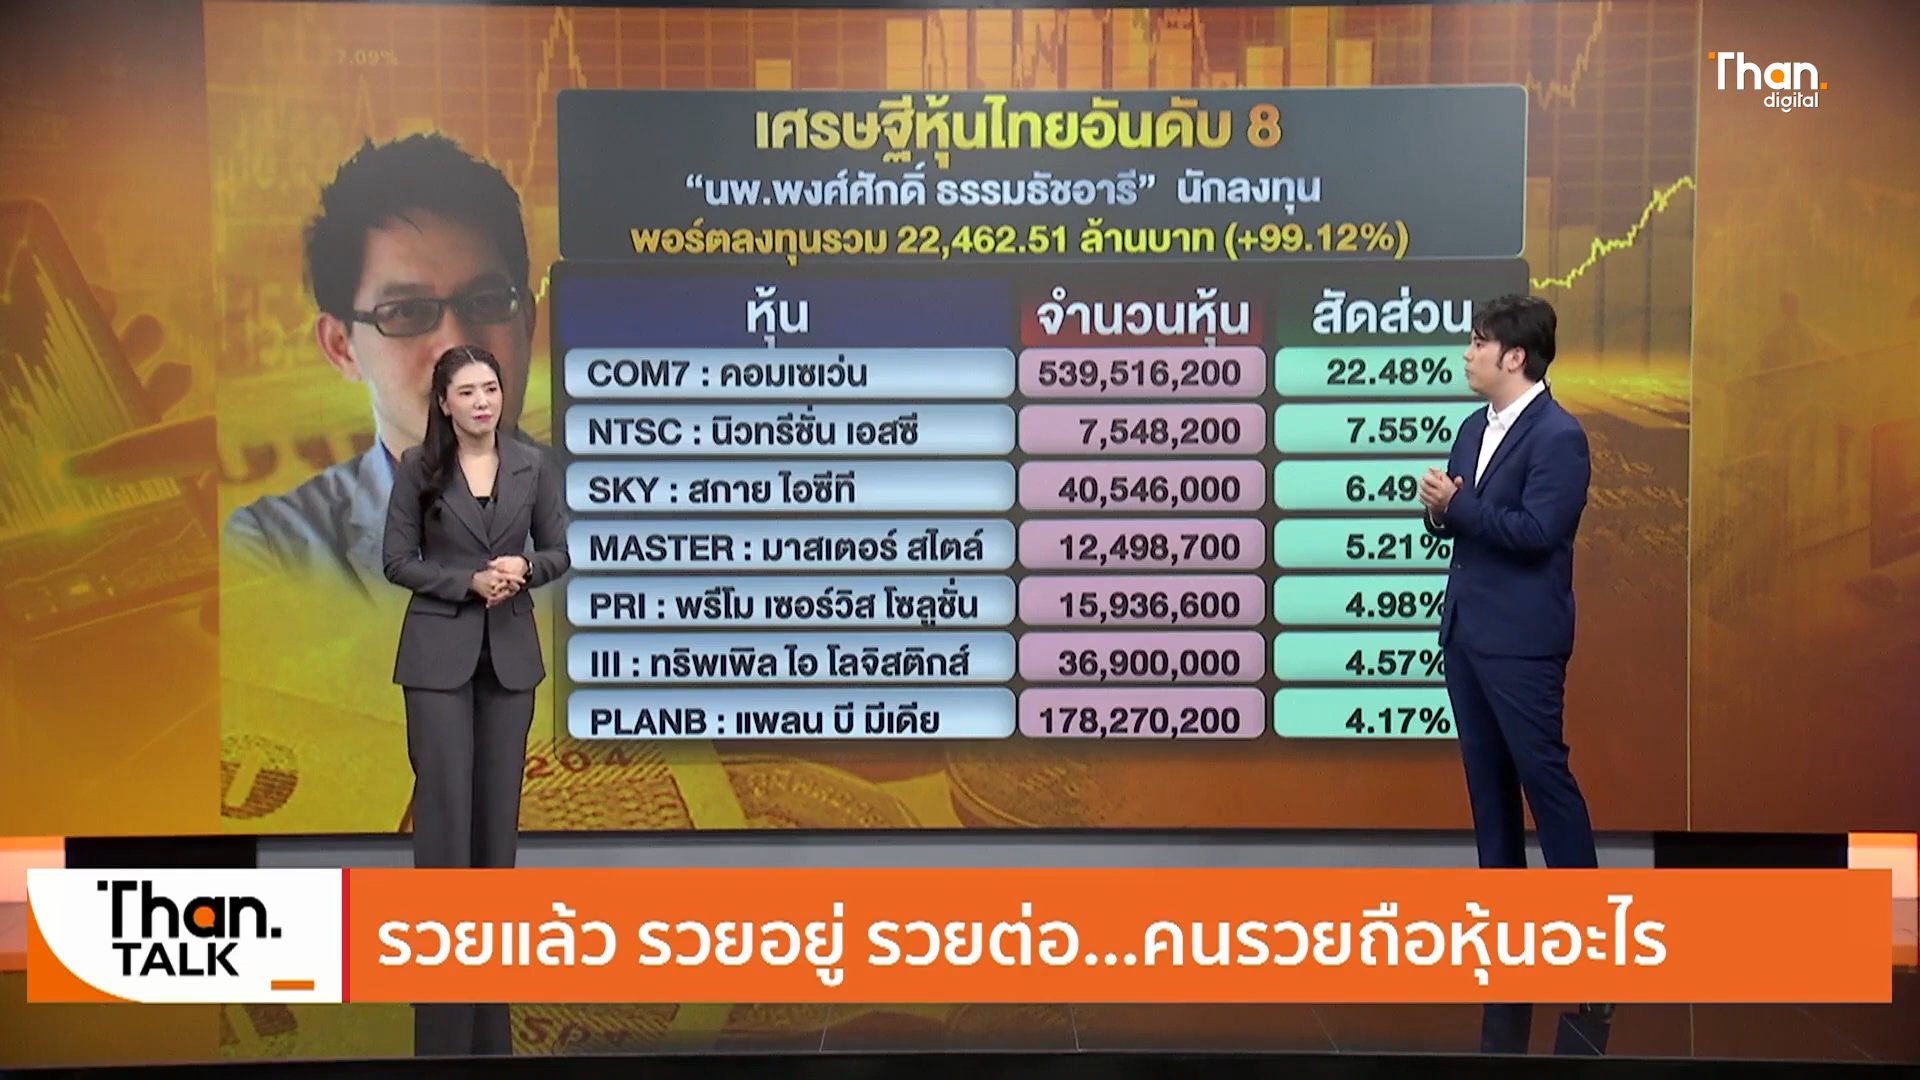 7.09%
Than.
digital
เศรษฐีหุ้นไทยอันดับ 8
“นพ.พงศ์ศักดิ์ ธรรมธัชอารี” นักลงทุน
พอร์ตลงทุนรวม 22,462.51 ล้านบาท (+99.12%)
หุ้น จำนวนหุ้น สัดส่วน
COM7 : คอมเซเว่น 539,516,200 22.48%
NTSC : นิวทรีชั่น เอสซี 7,548,200 7.55%
SKY : สกาย ไอซีที 40,546,000 6.49
MASTER : มาสเตอร์ สไตล์ 12,498,700 5.21%
PRI : พรีโม เซอร์วิส โซลูชั่น 15,936,600 4.98%
III : ทริพเพิล ไอ โลจิสติกส์ 36,900,000 4.57%
PLANB : แพลน บี มีเดีย 178,270,200 4.17%
Than.
TALK
รวยแล้ว รวยอยู่ รวยต่อ...คนรวยถือหุ้นอะไร